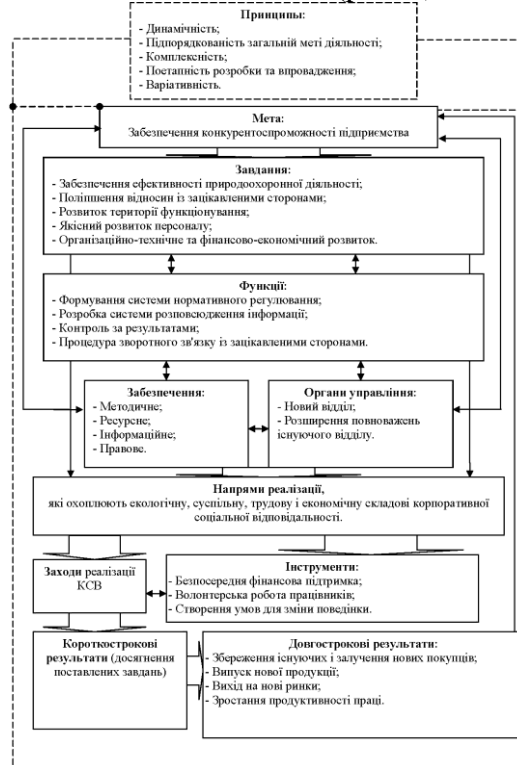 Принципы:
- Динамічність;
- Підпорядкованість загальній меті діяльності;
- Комплексність;
- Поетапність розробки та впровадження;
- Варіативність.
Мета:
Забезпечення конкурентоспроможності підприємства
Завдання:
- Забезпечення ефективності природоохоронної діяльності;
- Поліпшення відносин із зацікавленими сторонами;
- Розвиток території функціонування;
- Якісний розвиток персоналу;
- Організаційно-технічне та фінансово-економічний розвиток.
Функції:
- Формування системи нормативного регулювання;
- Розробка системи розповсюдження інформації;
- Контроль за результатами;
- Процедура зворотного зв'язку із зацікавленими сторонами.
Забезпечення:
- Методичне;
- Ресурсне;
- Інформаційне;
- Правове.
Органи управління:
- Новий відділ;
- Розширення повноважень
існуючого відділу.
Напрями реалізації,
які охоплюють екологічну, суспільну, трудову і економічну складові корпоративної
соціальної відповідальності.
Заходи реалізації
КСВ
Інструменти:
- Безпосередня фінансова підтримка;
- Волонтерська робота працівників;
- Створення умов для зміни поведінки.
Короткострокові
результати (досягнення
поставлених завдань)
Довгострокові результати:
- Збереження існуючих і залучення нових покупців;
- Випуск нової продукції;
- Вихід на нові ринки;
- Зростання продуктивності праці.